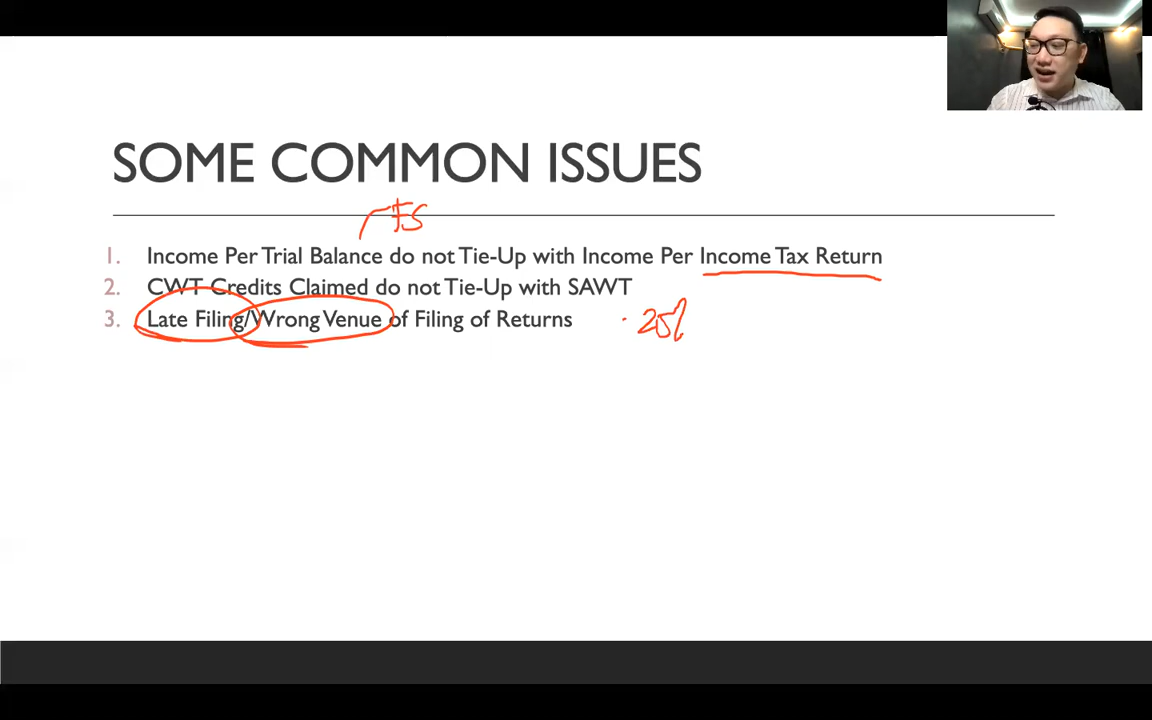 SOME COMMON ISSUES
FS
1. Income Per Trial Balance do not Tie-Up with Income Per Income Tax Return
2. CWT Credits Claimed do not Tie-Up with SAWT
3. Late Filing/Wrong Venue of Filing of Returns
25%